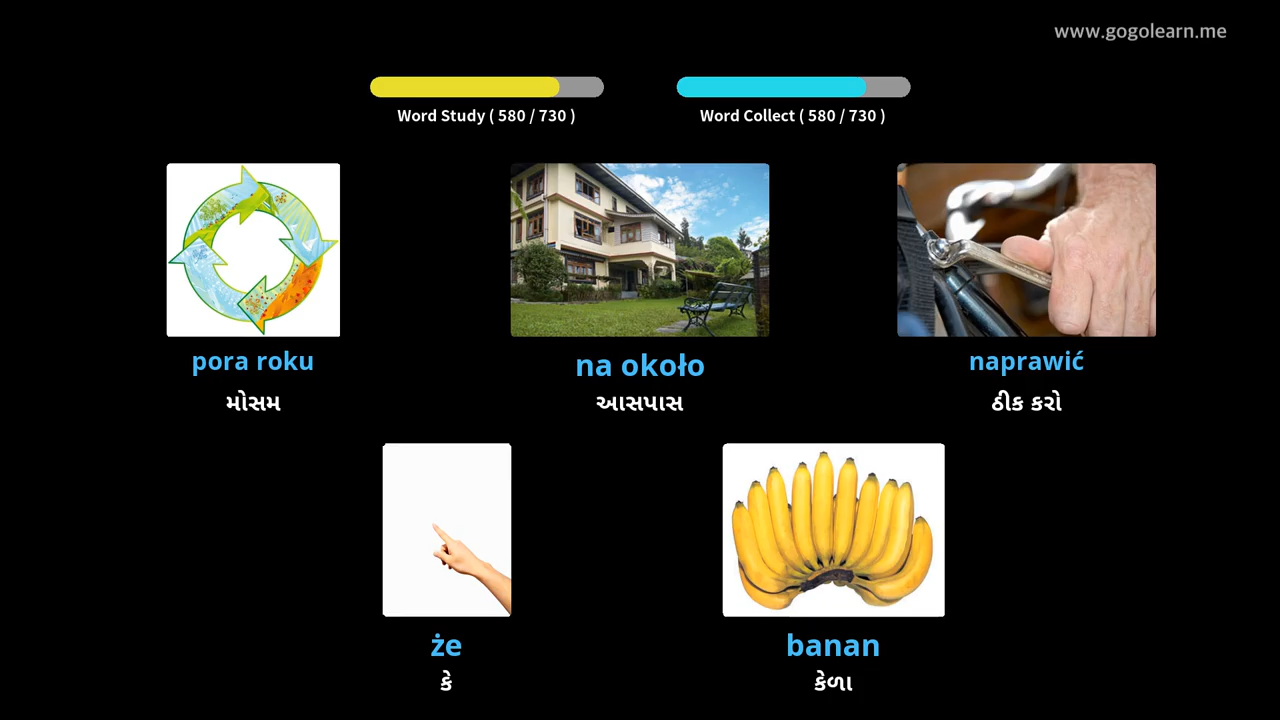 www.gogolearn.me
Word Study ( 580 / 730 )
Word Collect ( 580 / 730 )
pora roku
na około
naprawić
મોસમ
આસપાસ
ઠીક કરો
że
banan
કે
કેળા